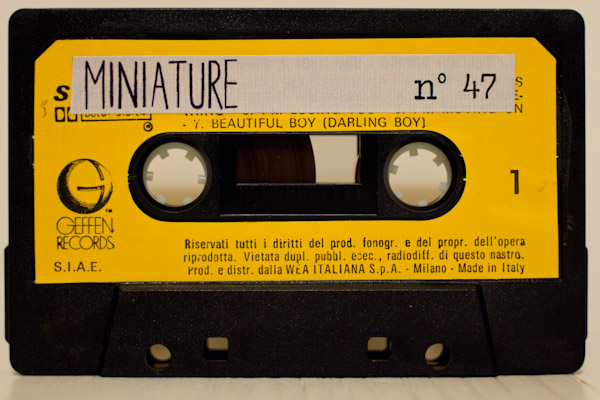 MINIATURE n° 47
- 7. BEAUTIFUL BOY (DARLING BOY)
1
GEFFEN
RECORDS
S.I.A.E.
Riservati tutti i diritti del prod. fonogr. e del propr. dell'opera
riprodotta. Vietata dupl. pubbl. esec., radiodiff. di questo nastro.
Prod. e distr. dalla WEA ITALIANA S.p.A. - Milano - Made in Italy